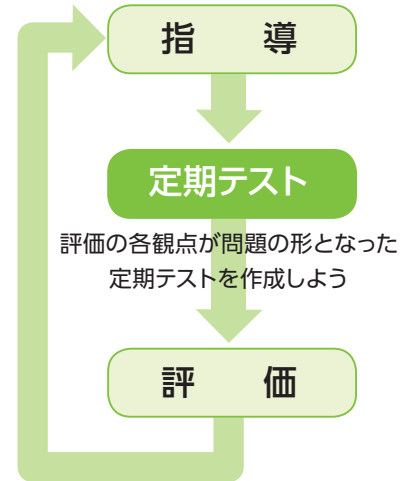 指　導
定期テスト
評価の各観点が問題の形となった
定期テストを作成しよう
評　価